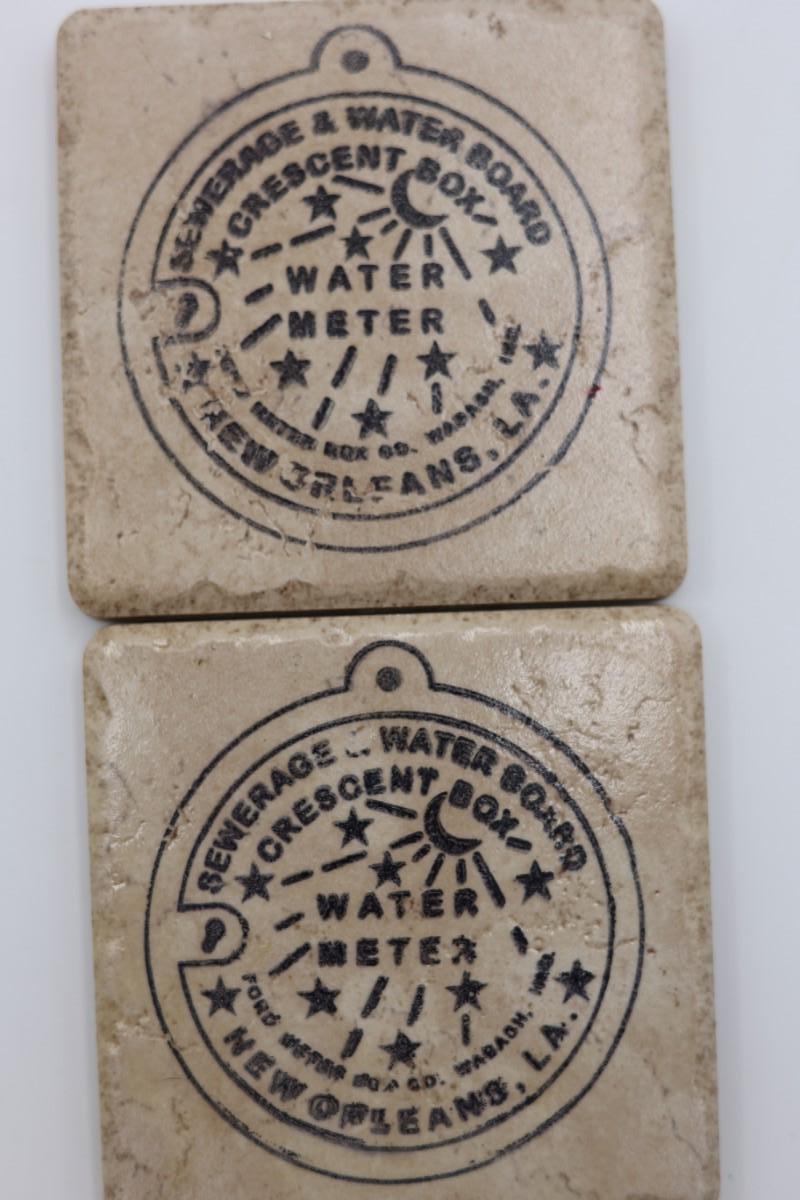 SEWERAGE & WATER BOARD
CRESCENT BOX
WATER
METER
FORD METER BOX CO. WABASH, IND.
NEW ORLEANS, LA.
SEWERAGE & WATER BOARD
CRESCENT BOX
WATER
METER
FORD METER BOX CO. WABASH, IND.
NEW ORLEANS, LA.